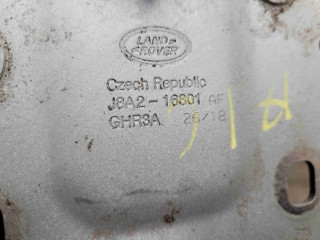 LAND-
ROVER
Czech Republic
J8A2-16801 AF
GHR3A 26/18